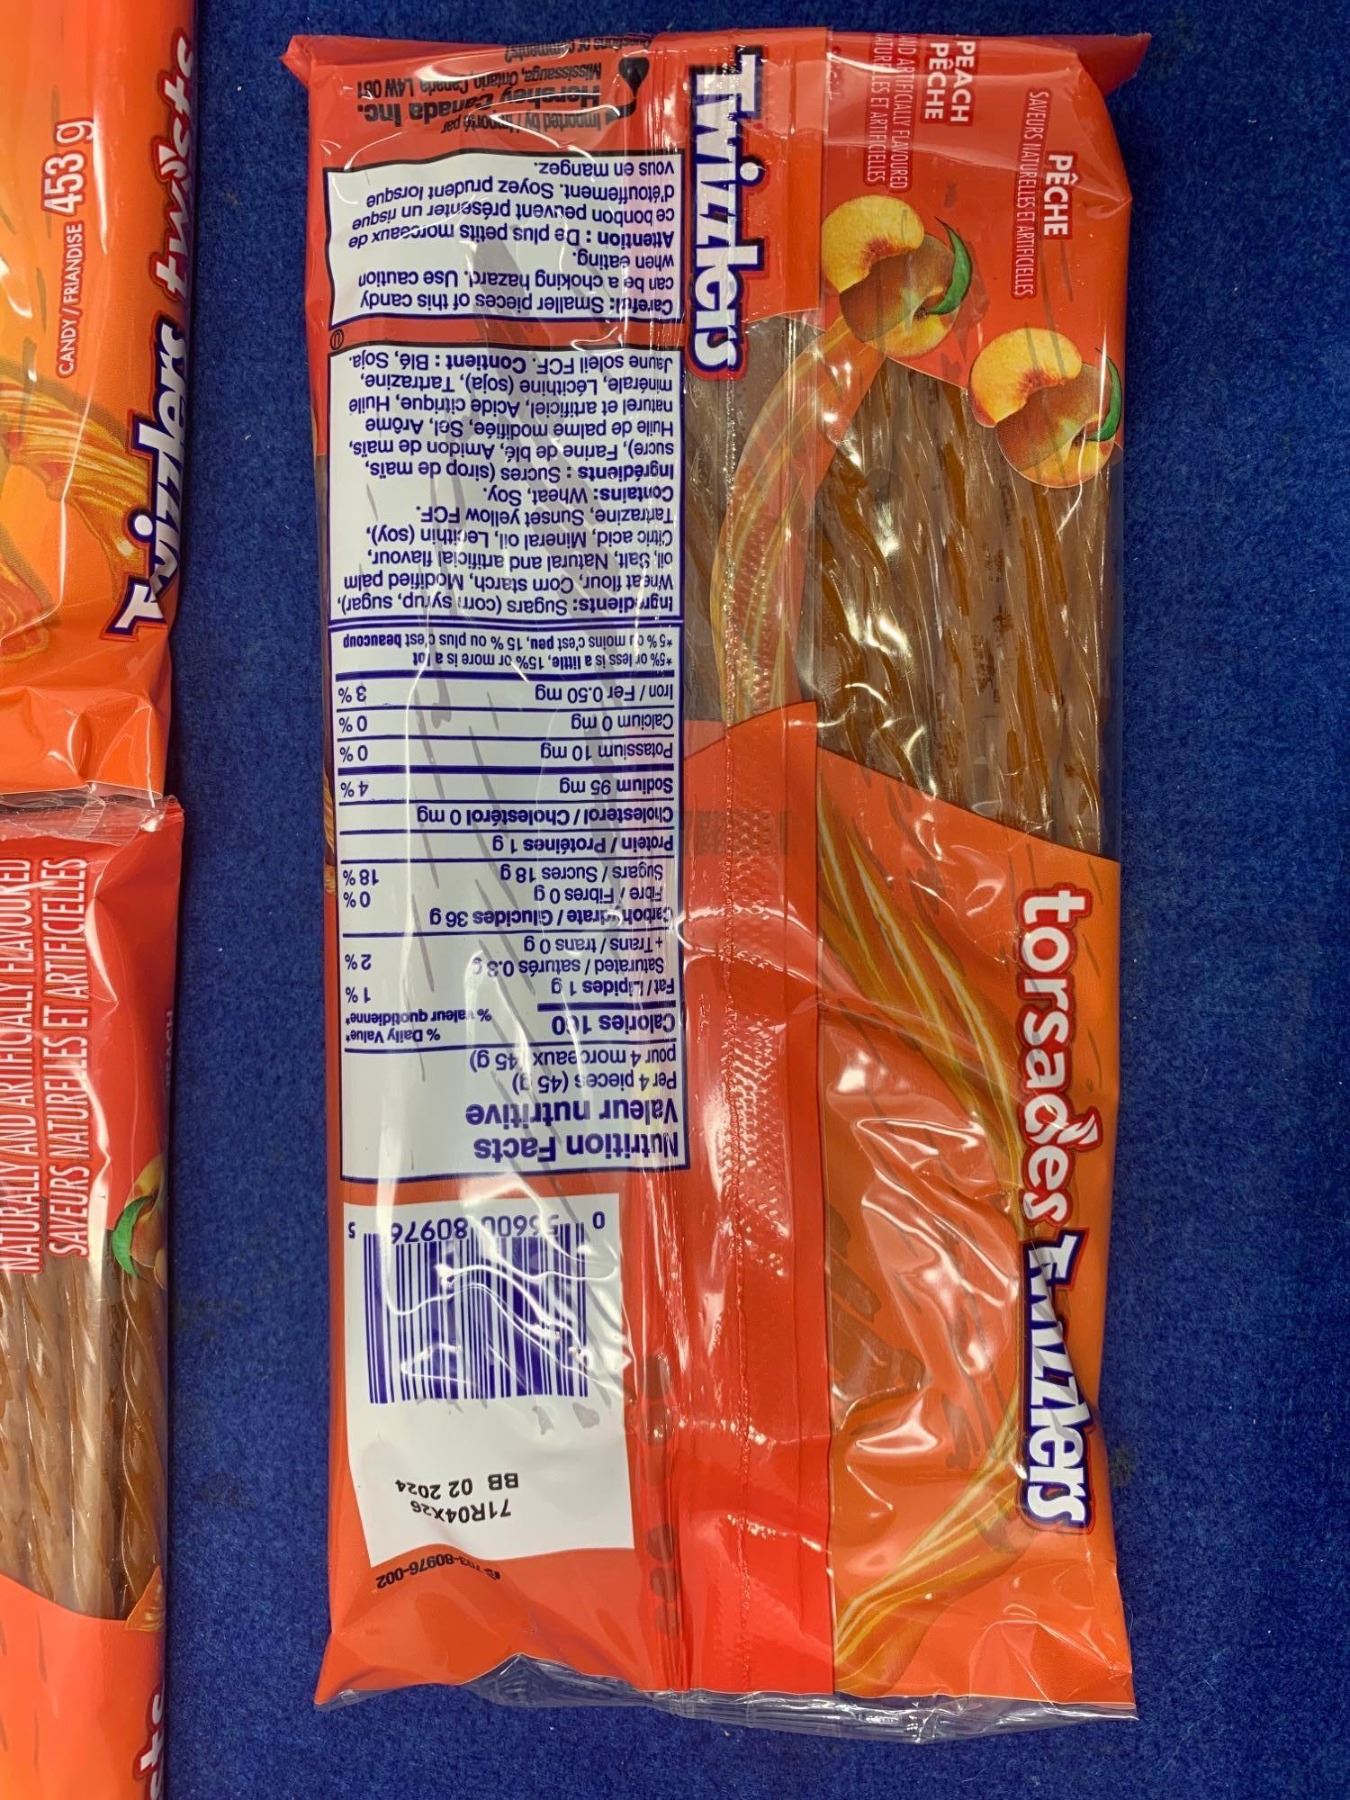 CANDY / FRIANDISE 453 g
Twizzlers twists
NATURALLY AND ARTIFICIALLY FLAVOURED
SAVEURS NATURELLES ET ARTIFICIELLES
PEACH
PÊCHE
AND ARTIFICIALLY FLAVOURED
ET ARTIFICIELLES
PÊCHE
SAVEURS NATURELLES ET ARTIFICIELLES
Twizzlers
torsades Twizzlers
80976-002
71R04X26
BB 02 2024
0 55600 80976 5
Nutrition Facts
Valeur nutritive
Per 4 pieces (45 g)
pour 4 morceaux (45 g)
Calories 160
% Daily Value*
% valeur quotidienne*
Fat / Lipides 1 g 1 %
Saturated / saturés 0.3 g
+ Trans / trans 0 g 2 %
Carbohydrate / Glucides 36 g
Fibre / Fibres 0 g 0 %
Sugars / Sucres 18 g 18 %
Protein / Protéines 1 g
Cholesterol / Cholestérol 0 mg
Sodium 95 mg 4 %
Potassium 10 mg 0 %
Calcium 0 mg 0 %
Iron / Fer 0.50 mg 3 %
*5% or less is a little, 15% or more is a lot
*5 % ou moins c'est peu, 15 % ou plus c'est beaucoup
Ingredients: Sugars (corn syrup, sugar),
Wheat flour, Corn starch, Modified palm
oil, Salt, Natural and artificial flavour,
Citric acid, Mineral oil, Lecithin (soy),
Tartrazine, Sunset yellow FCF.
Contains: Wheat, Soy.
Ingrédients : Sucres (sirop de maïs,
sucre), Farine de blé, Amidon de maïs,
Huile de palme modifiée, Sel, Arôme
naturel et artificiel, Acide citrique, Huile
minérale, Lécithine (soja), Tartrazine,
Jaune soleil FCF. Contient : Blé, Soja.
Careful: Smaller pieces of this candy
can be a choking hazard. Use caution
when eating.
Attention : De plus petits morceaux de
ce bonbon peuvent présenter un risque
d'étouffement. Soyez prudent lorsque
vous en mangez.
Imported by / Importé par
Hershey Canada Inc.
Mississauga, Ontario, Canada L4W 0B1